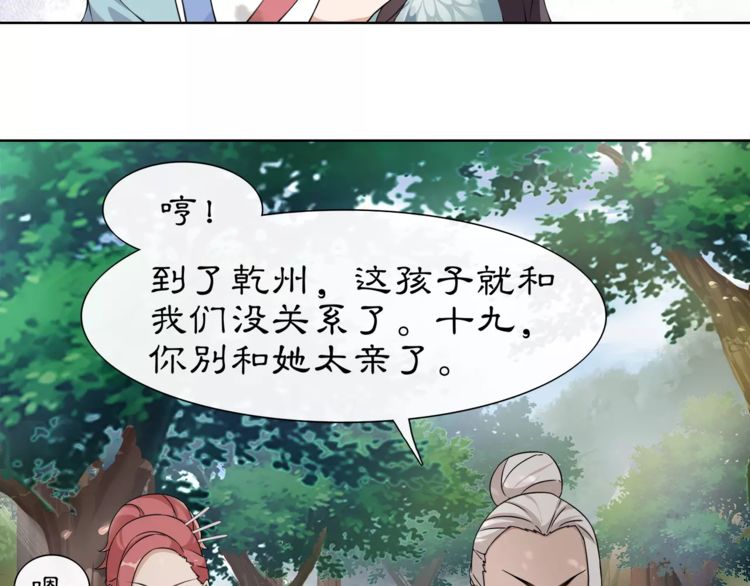 哼!
到了乾州，这孩子就和
我们没关系了。十九，
你别和她太亲了。
嗯